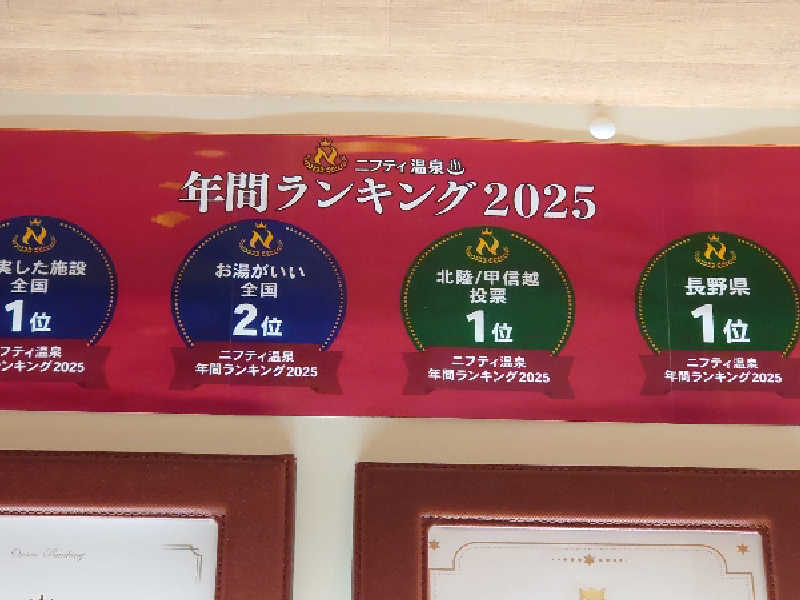 ニフティ温泉
年間ランキング2025
実した施設
全国
1位
フティ温泉
ンキング2025
お湯がいい
全国
2位
ニフティ温泉
年間ランキング2025
北陸/甲信越
投票
1位
ニフティ温泉
年間ランキング2025
長野県
1位
ニフティ温泉
年間ランキング2025